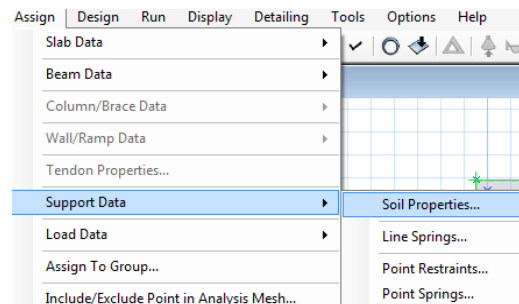 Assign Design Run Display Detailing Tools Options Help
Slab Data
Beam Data
Column/Brace Data
Wall/Ramp Data
Tendon Properties...
Support Data
Soil Properties...
Load Data
Line Springs...
Assign To Group...
Point Restraints...
Include/Exclude Point in Analysis Mesh...
Point Springs...